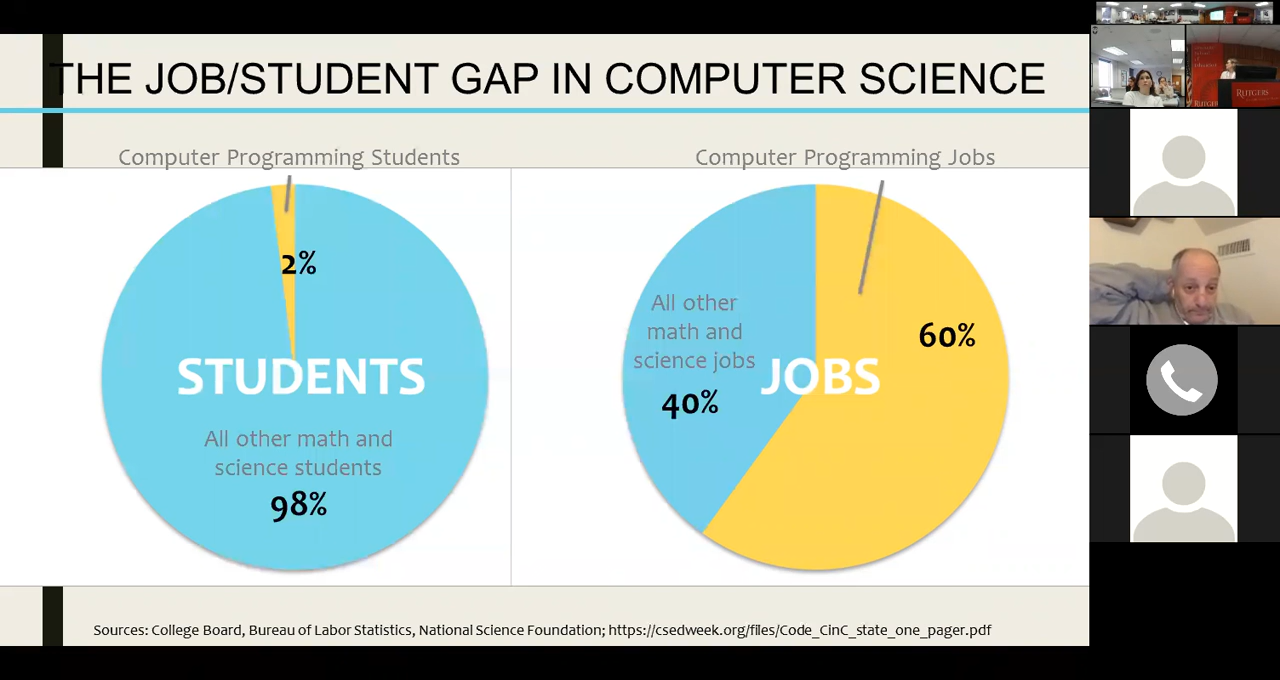 THE JOB/STUDENT GAP IN COMPUTER SCIENCE
Computer Programming Students
2%
STUDENTS
All other math and
science students
98%
Computer Programming Jobs
All other
math and
science jobs
40%
JOBS
60%
Sources: College Board, Bureau of Labor Statistics, National Science Foundation; https://csedweek.org/files/Code_CinC_state_one_pager.pdf
RUTGERS